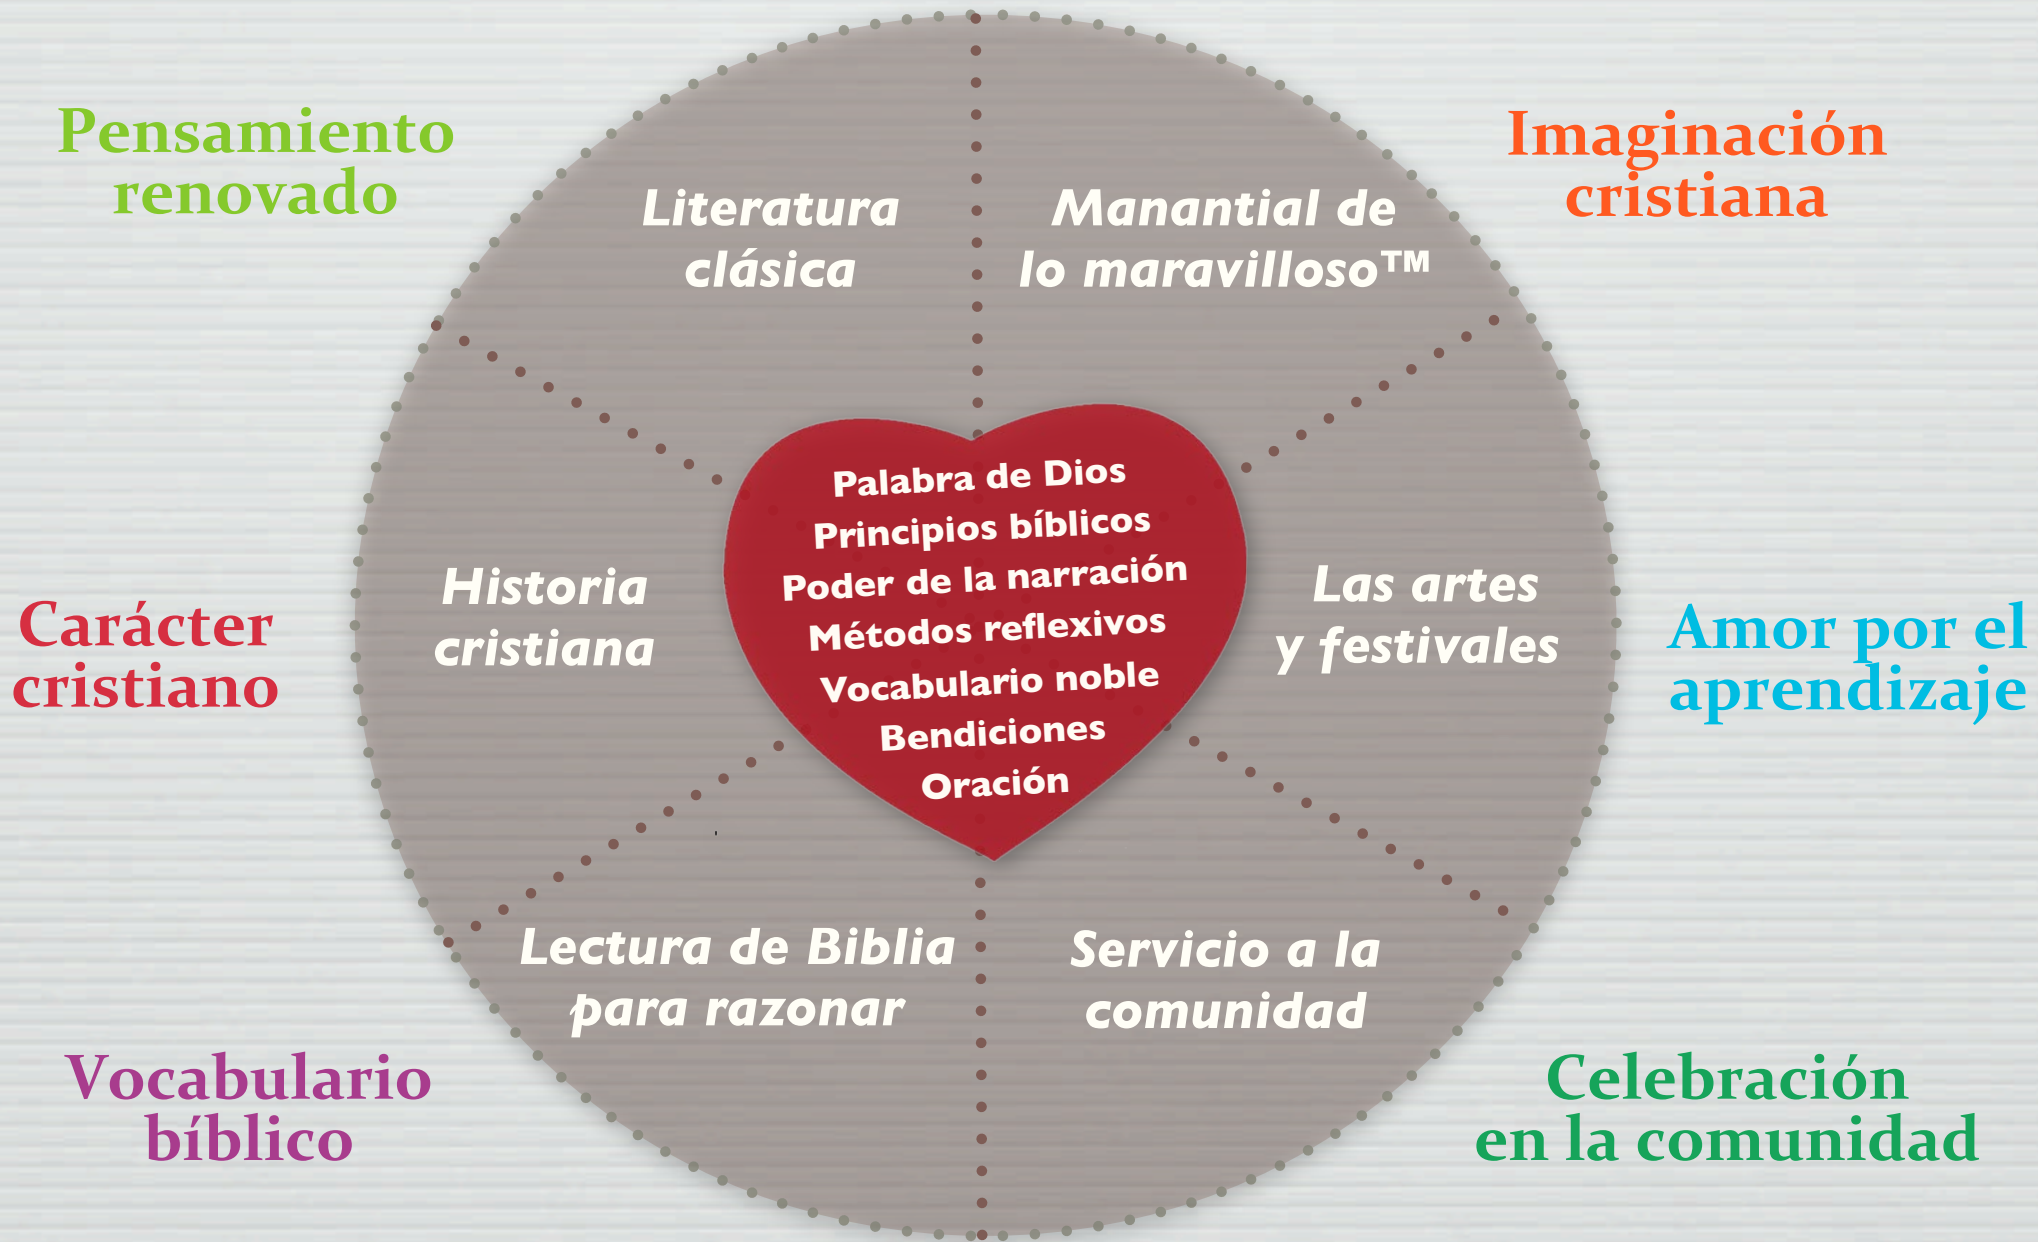 Pensamiento
renovado
Imaginación
cristiana
Literatura
clásica
Manantial de
lo maravilloso™
Palabra de Dios
Principios bíblicos
Poder de la narración
Métodos reflexivos
Vocabulario noble
Bendiciones
Oración
Historia
cristiana
Las artes
y festivales
Carácter
cristiano
Amor por el
aprendizaje
Lectura de Biblia
para razonar
Servicio a la
comunidad
Vocabulario
bíblico
Celebración
en la comunidad